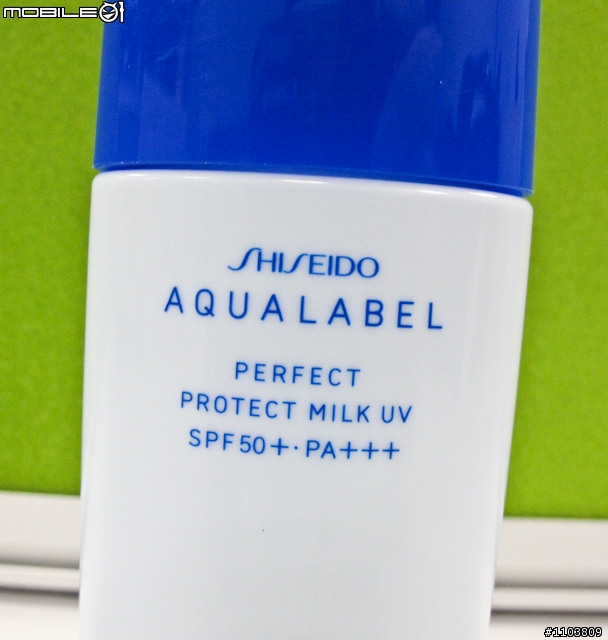 MOBILE01
SHISEIDO
AQUALABEL
PERFECT
PROTECT MILK UV
SPF50+·PA+++
#1103809